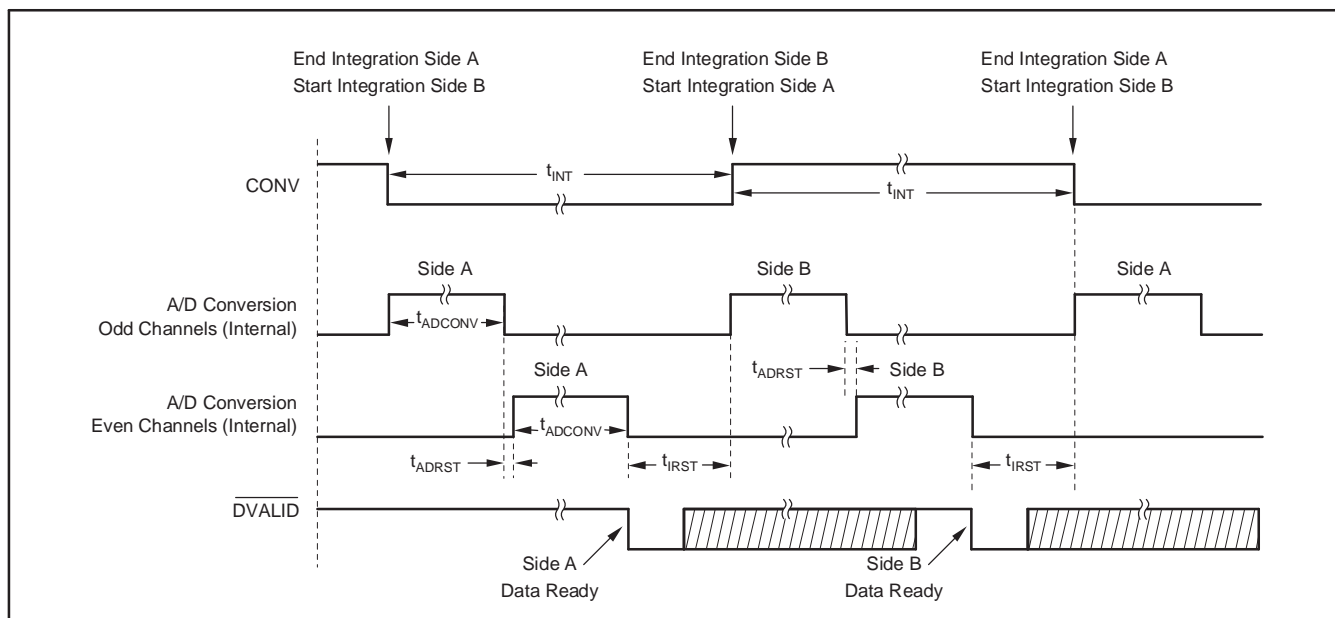 End Integration Side A
Start Integration Side B
End Integration Side B
Start Integration Side A
End Integration Side A
Start Integration Side B
CONV
tINT
tINT
Side A
Side B
Side A
A/D Conversion
Odd Channels (Internal)
tADCONV
tADRST
Side A
Side B
A/D Conversion
Even Channels (Internal)
tADCONV
tADRST
tIRST
tIRST
DVALID
Side A
Data Ready
Side B
Data Ready